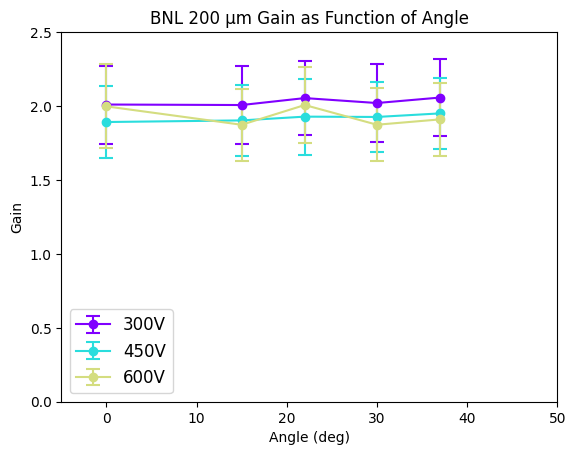 BNL 200 μm Gain as Function of Angle
2.5
2.0
1.5
1.0
0.5
0.0
Gain
300V
450V
600V
0 10 20 30 40 50
Angle (deg)